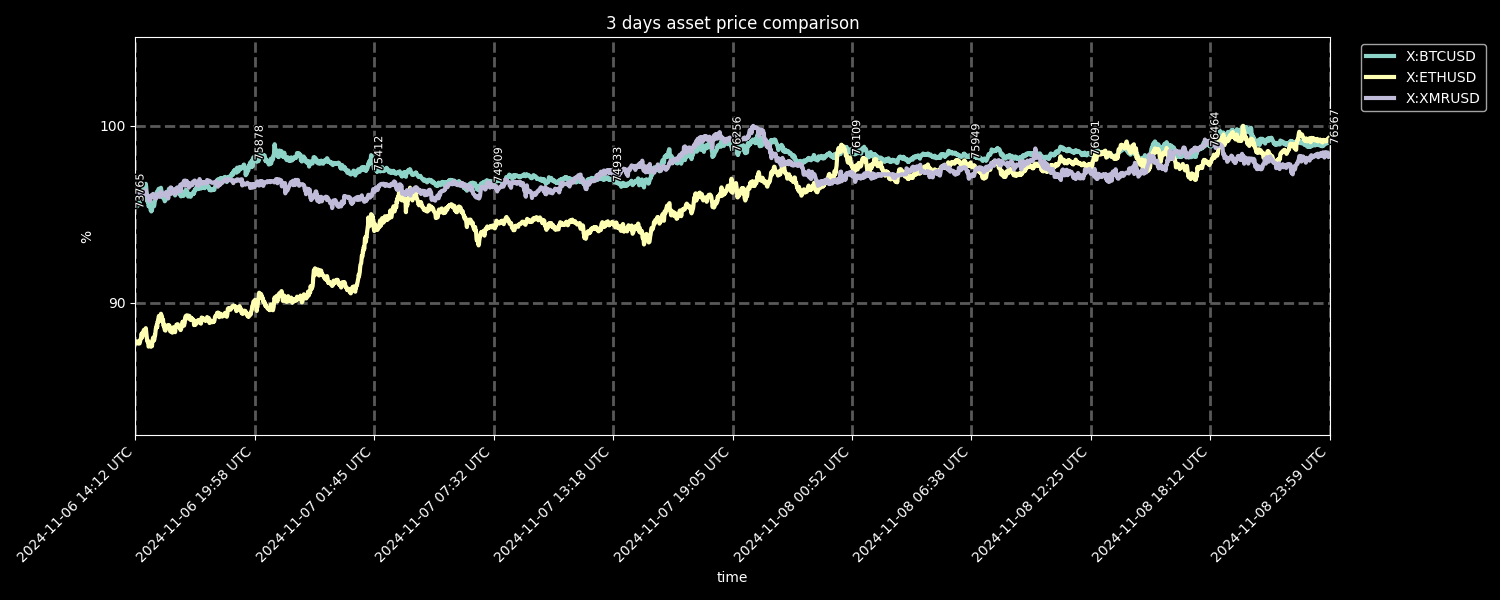 3 days asset price comparison
X:BTCUSD
X:ETHUSD
X:XMRUSD
100
90
%
73765
75878
75412
74909
74933
76256
76109
75949
76091
76464
76567
2024-11-06 14:12 UTC
2024-11-06 19:58 UTC
2024-11-07 01:45 UTC
2024-11-07 07:32 UTC
2024-11-07 13:18 UTC
2024-11-07 19:05 UTC
2024-11-08 00:52 UTC
2024-11-08 06:38 UTC
2024-11-08 12:25 UTC
2024-11-08 18:12 UTC
2024-11-08 23:59 UTC
time